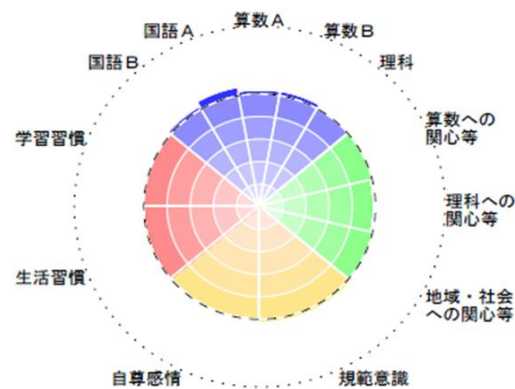 算数A
算数B
理科
算数への
関心等
理科への
関心等
地域・社会
への関心等
規範意識
自尊感情
生活習慣
学習習慣
国語B
国語A